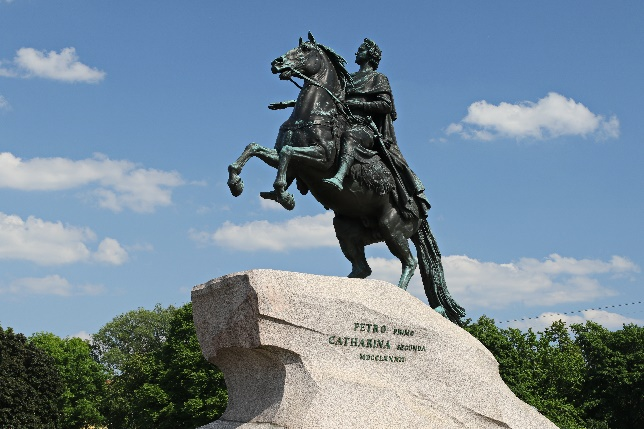 PETRO PRIMO
CATHARINA SECUNDA
MDCCLXXXII